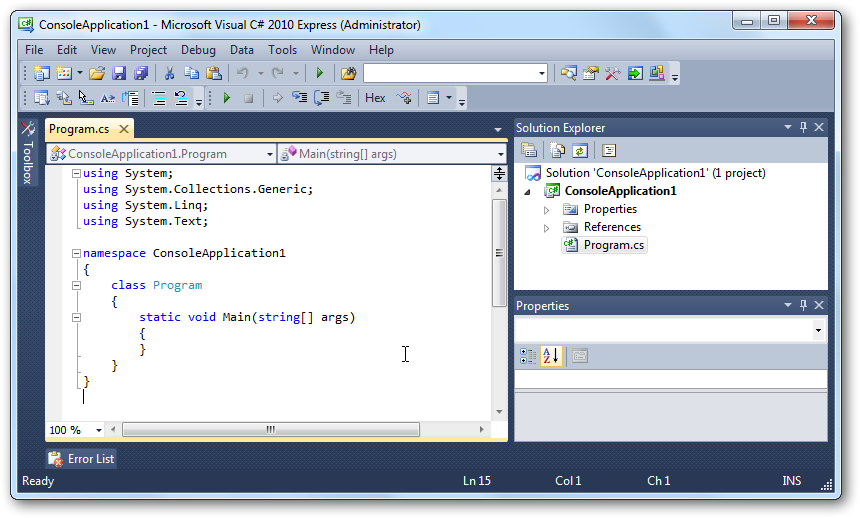 ConsoleApplication1 - Microsoft Visual C# 2010 Express (Administrator)
File Edit View Project Debug Data Tools Window Help
Hex
Toolbox
Program.cs
ConsoleApplication1.Program
Main(string[] args)
using System;
using System.Collections.Generic;
using System.Linq;
using System.Text;
namespace ConsoleApplication1
{
class Program
{
static void Main(string[] args)
{
}
}
}
100 %
Solution Explorer
Solution 'ConsoleApplication1' (1 project)
ConsoleApplication1
Properties
References
Program.cs
Properties
Error List
Ready Ln 15 Col 1 Ch 1 INS